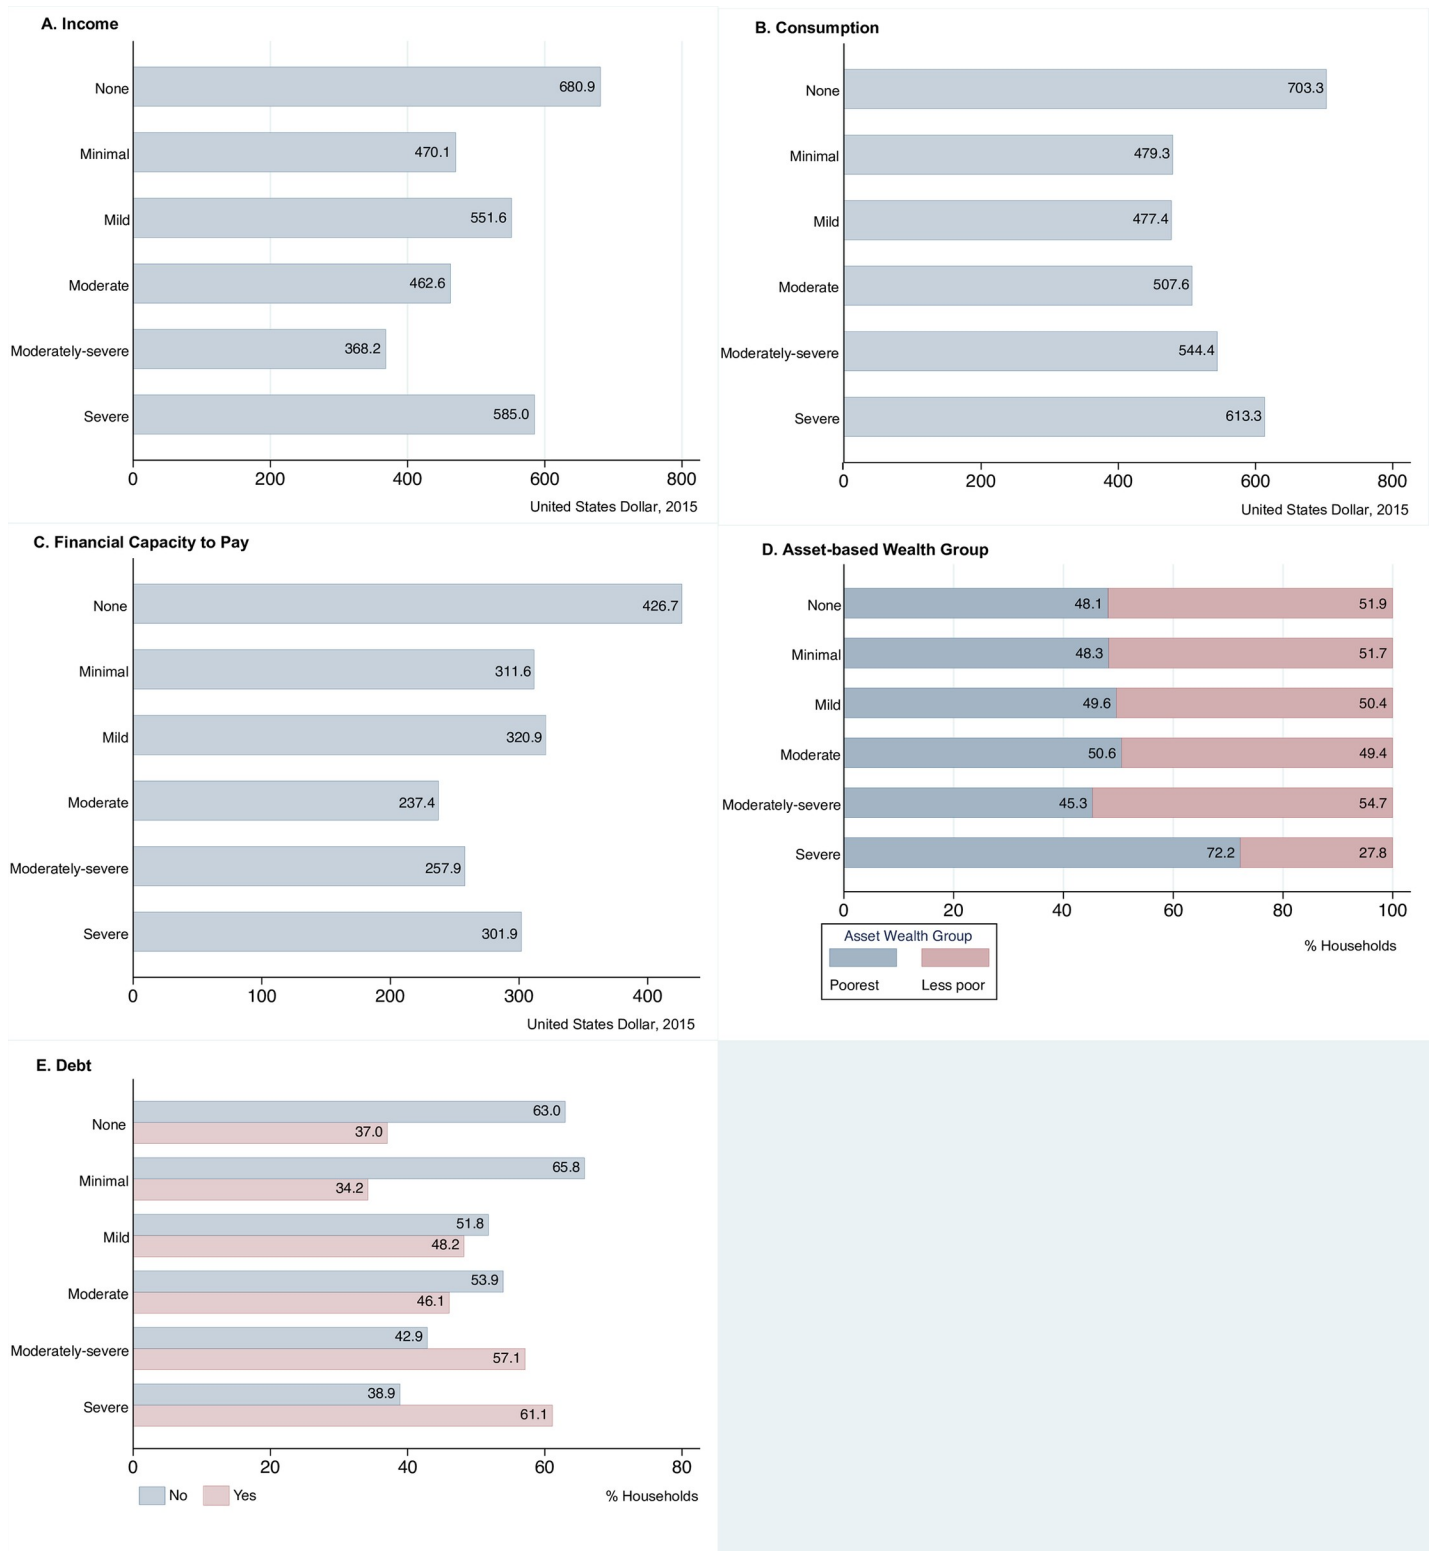 A. Income
None 680.9
Minimal 470.1
Mild 551.6
Moderate 462.6
Moderately-severe 368.2
Severe 585.0
0 200 400 600 800
United States Dollar, 2015
B. Consumption
None 703.3
Minimal 479.3
Mild 477.4
Moderate 507.6
Moderately-severe 544.4
Severe 613.3
0 200 400 600 800
United States Dollar, 2015
C. Financial Capacity to Pay
None 426.7
Minimal 311.6
Mild 320.9
Moderate 237.4
Moderately-severe 257.9
Severe 301.9
0 100 200 300 400
United States Dollar, 2015
D. Asset-based Wealth Group
None 48.1 51.9
Minimal 48.3 51.7
Mild 49.6 50.4
Moderate 50.6 49.4
Moderately-severe 45.3 54.7
Severe 72.2 27.8
0 20 40 60 80 100
% Households
Asset Wealth Group
Poorest Less poor
E. Debt
63.0
None
37.0
65.8
Minimal
34.2
51.8
Mild
48.2
53.9
Moderate
46.1
42.9
Moderately-severe
57.1
38.9
Severe
61.1
0 20 40 60 80
No Yes
% Households